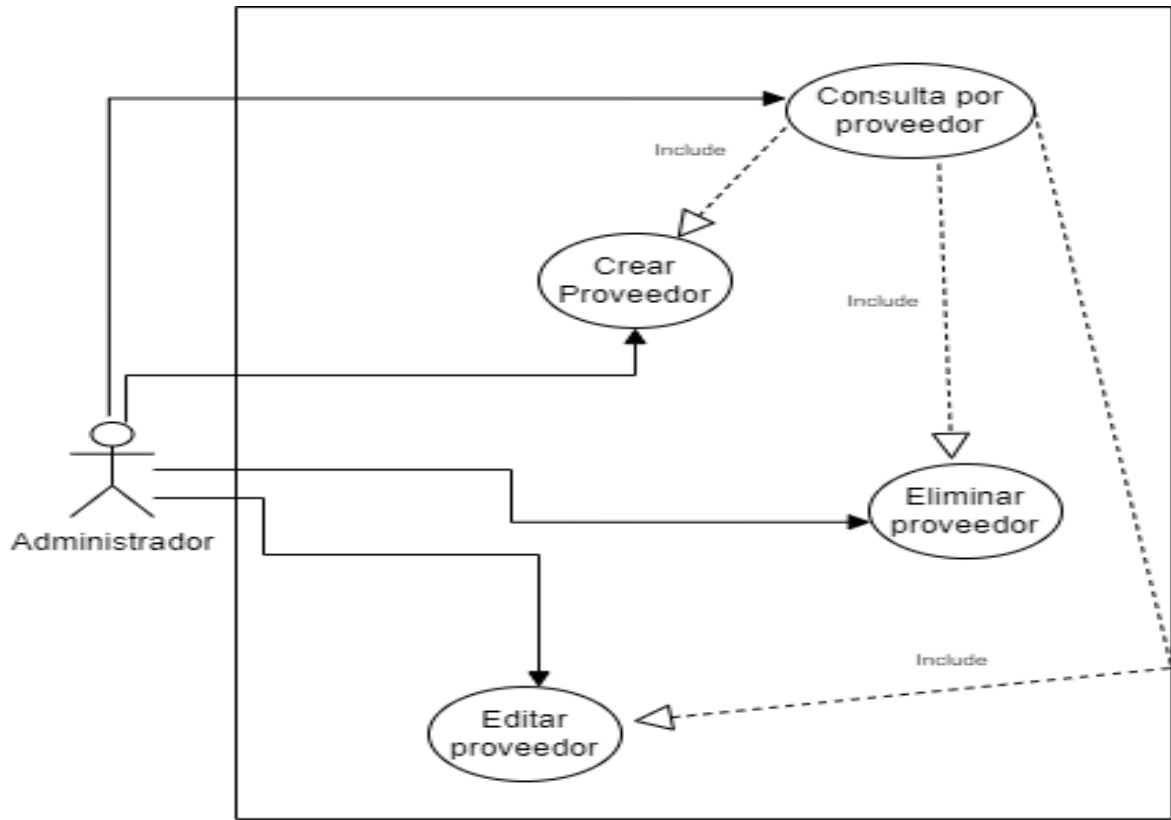 Consulta por
proveedor
Include
Crear
Proveedor
Include
Eliminar
proveedor
Administrador
Include
Editar
proveedor